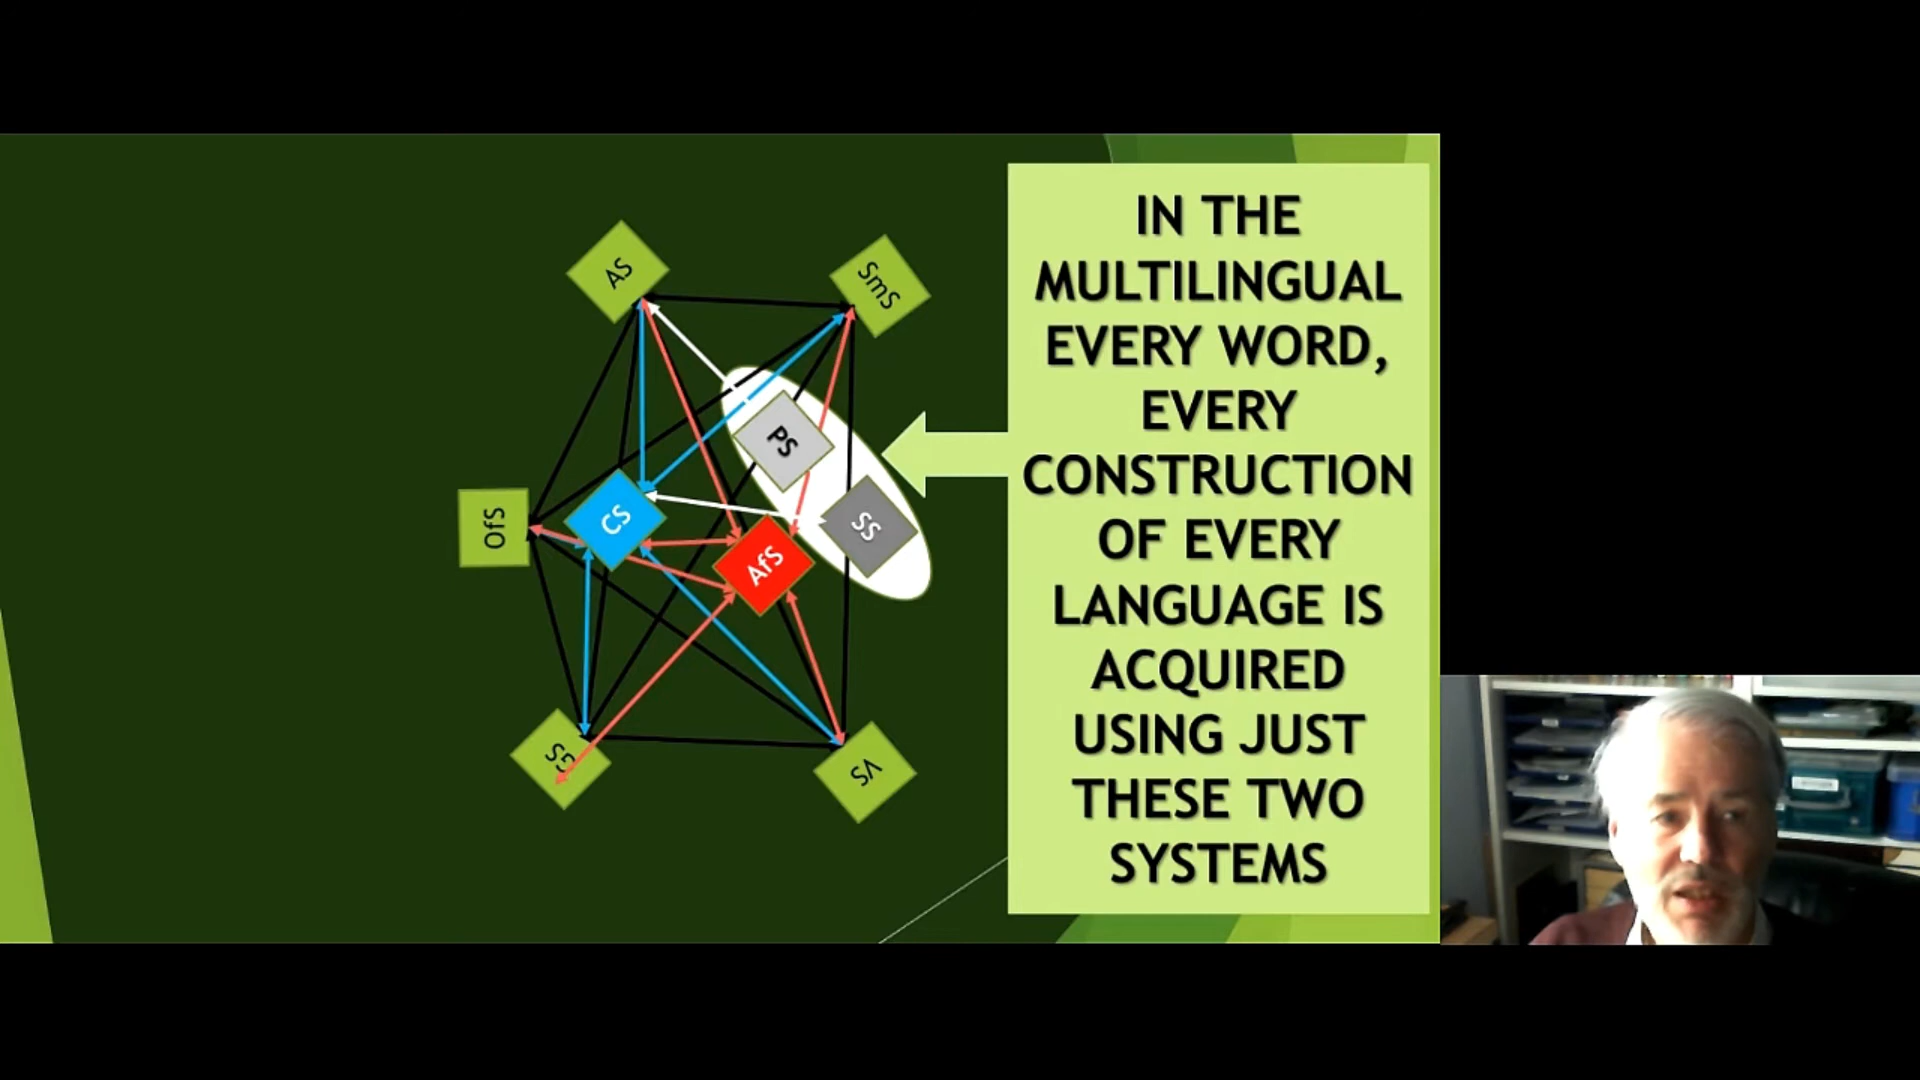 AS
SmS
PS
OfS
CS
SS
AfS
GS
VS
IN THE
MULTILINGUAL
EVERY WORD,
EVERY
CONSTRUCTION
OF EVERY
LANGUAGE IS
ACQUIRED
USING JUST
THESE TWO
SYSTEMS